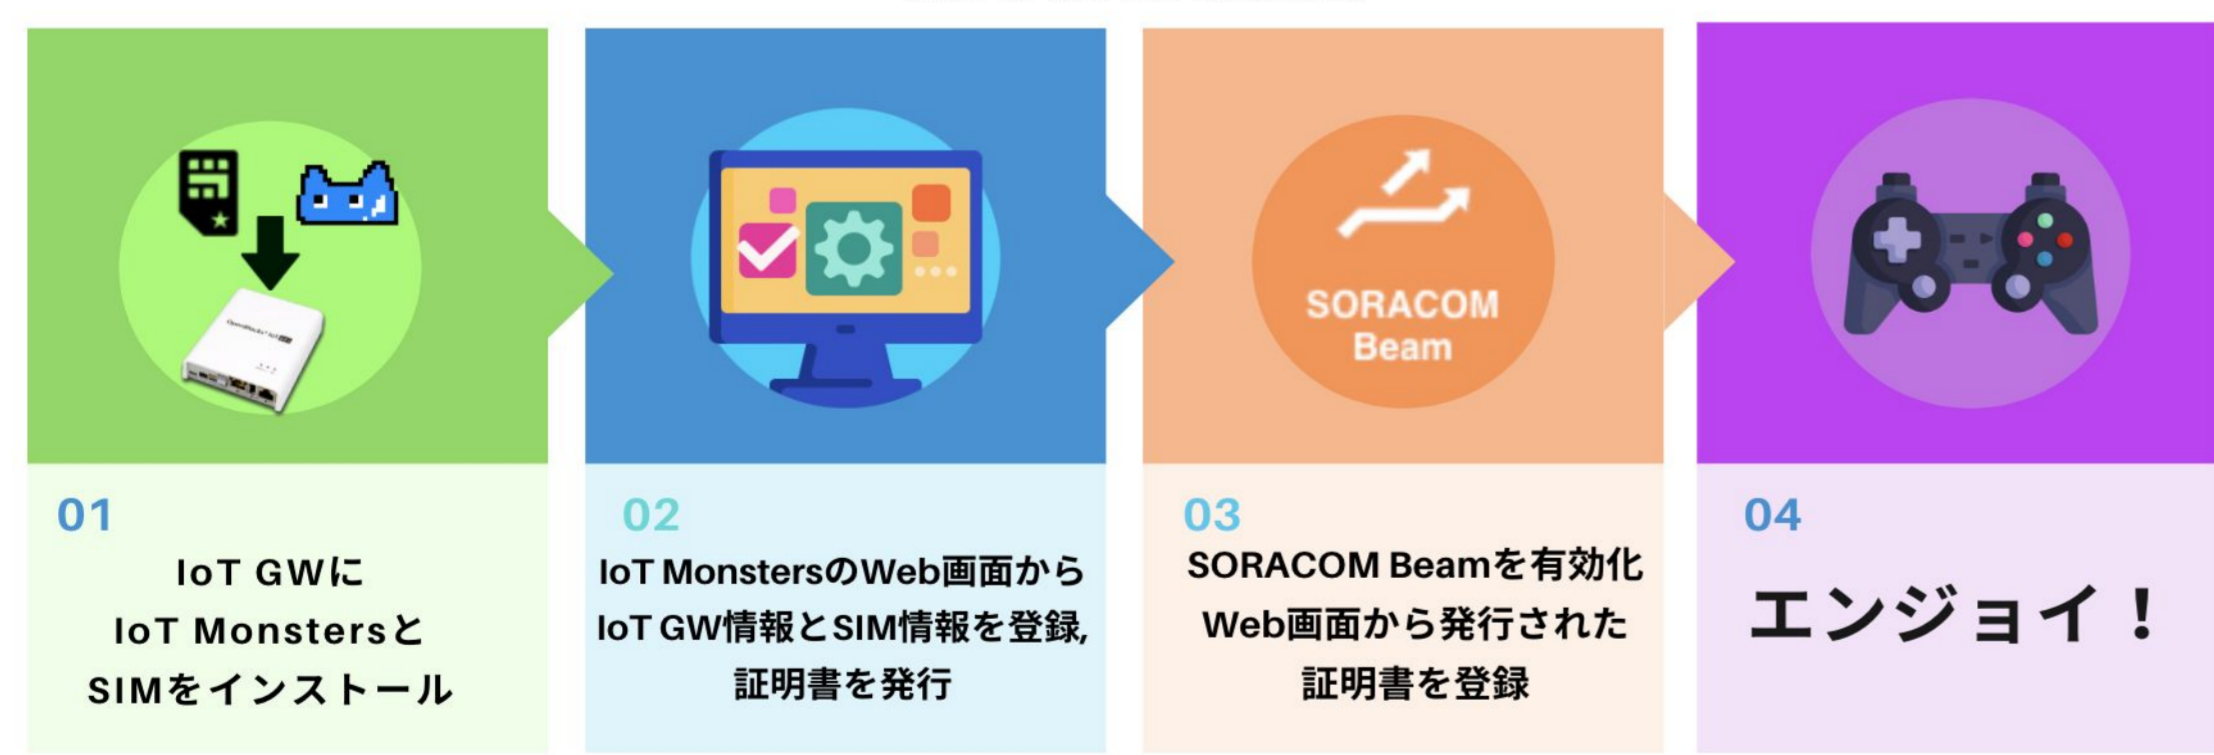 SORACOM
Beam
01
IoT GWに
IoT Monstersと
SIMをインストール
02
IoT MonstersのWeb画面から
IoT GW情報とSIM情報を登録,
証明書を発行
03
SORACOM Beamを有効化
Web画面から発行された
証明書を登録
04
エンジョイ！